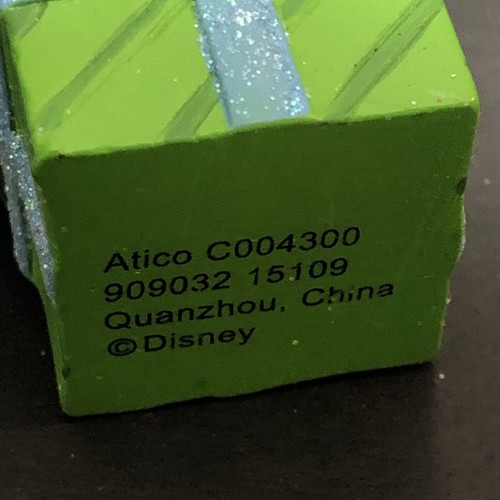 Atico C004300
909032 15109
Quanzhou, China
©Disney